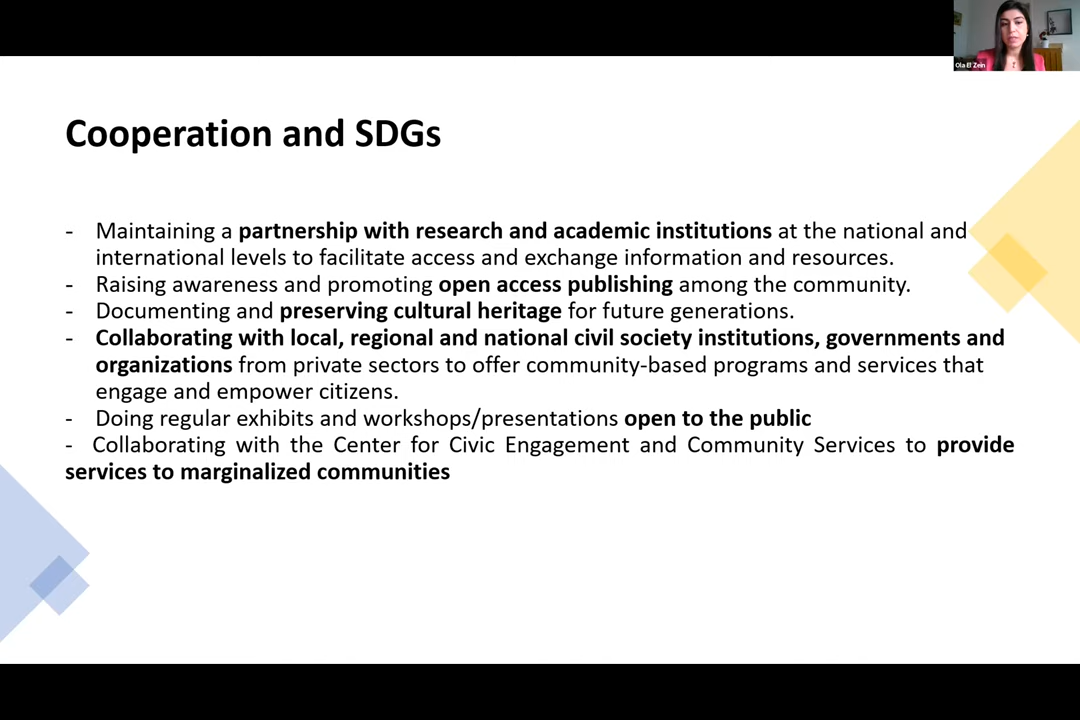 Ola El Zein
Cooperation and SDGs
- Maintaining a partnership with research and academic institutions at the national and
international levels to facilitate access and exchange information and resources.
- Raising awareness and promoting open access publishing among the community.
- Documenting and preserving cultural heritage for future generations.
- Collaborating with local, regional and national civil society institutions, governments and
organizations from private sectors to offer community-based programs and services that
engage and empower citizens.
- Doing regular exhibits and workshops/presentations open to the public
- Collaborating with the Center for Civic Engagement and Community Services to provide
services to marginalized communities